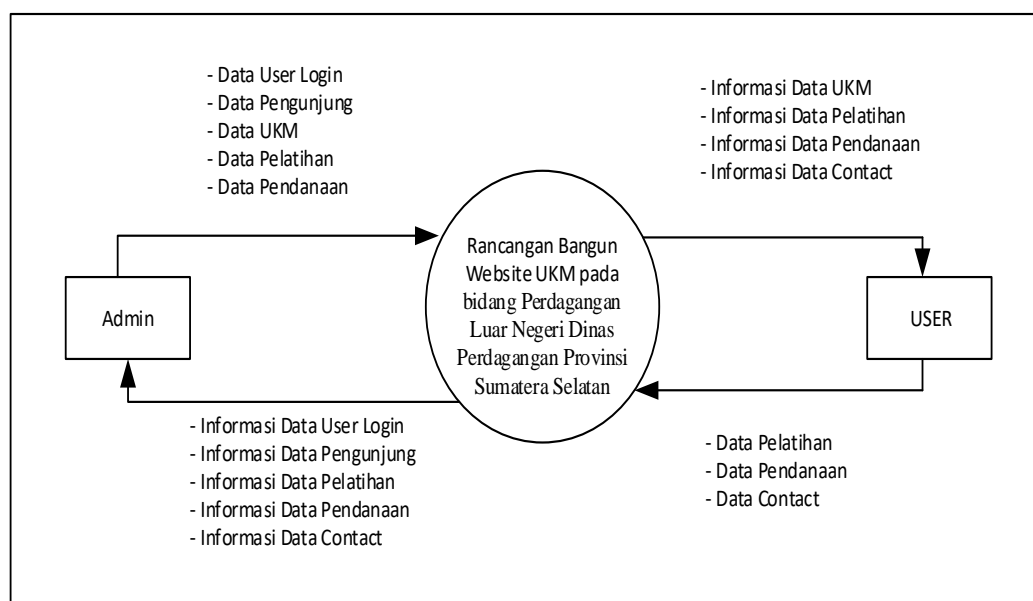 - Data User Login
- Data Pengunjung
- Data UKM
- Data Pelatihan
- Data Pendanaan
- Informasi Data UKM
- Informasi Data Pelatihan
- Informasi Data Pendanaan
- Informasi Data Contact
Admin
Rancangan Bangun
Website UKM pada
bidang Perdagangan
Luar Negeri Dinas
Perdagangan Provinsi
Sumatera Selatan
USER
- Informasi Data User Login
- Informasi Data Pengunjung
- Informasi Data Pelatihan
- Informasi Data Pendanaan
- Informasi Data Contact
- Data Pelatihan
- Data Pendanaan
- Data Contact